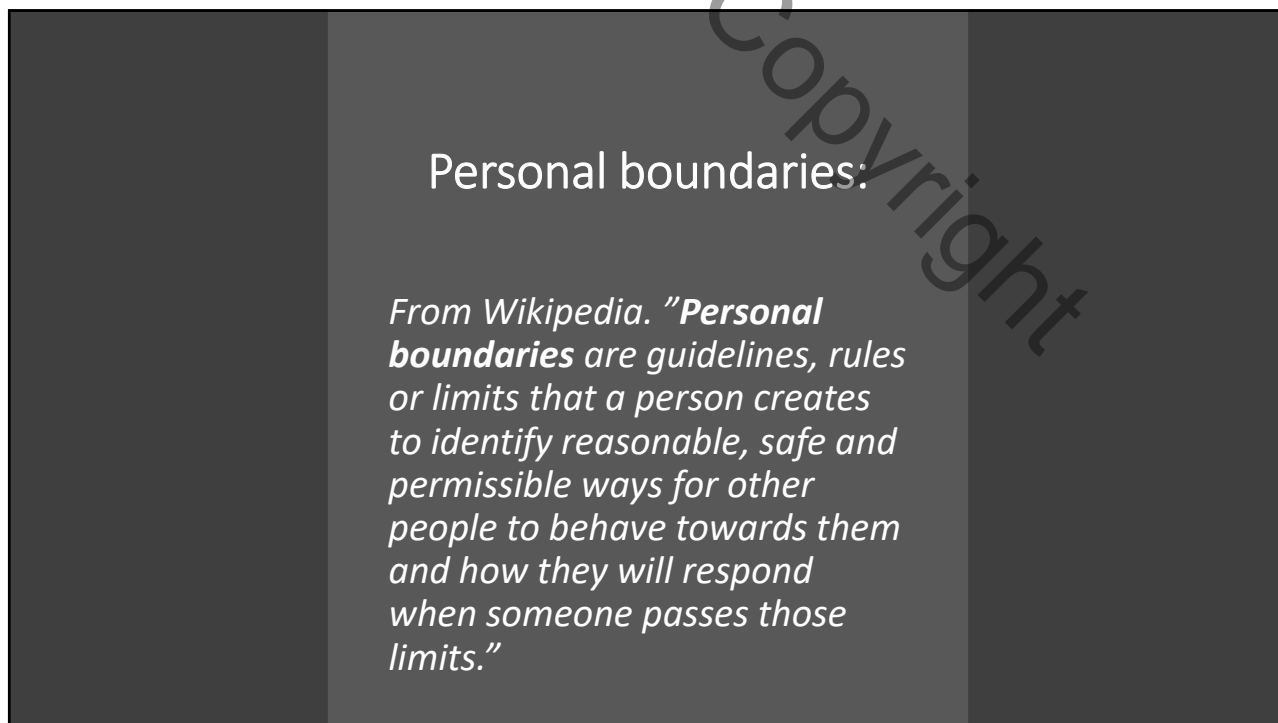 Copyright
Personal boundaries:
From Wikipedia. ”Personal
boundaries are guidelines, rules
or limits that a person creates
to identify reasonable, safe and
permissible ways for other
people to behave towards them
and how they will respond
when someone passes those
limits.”